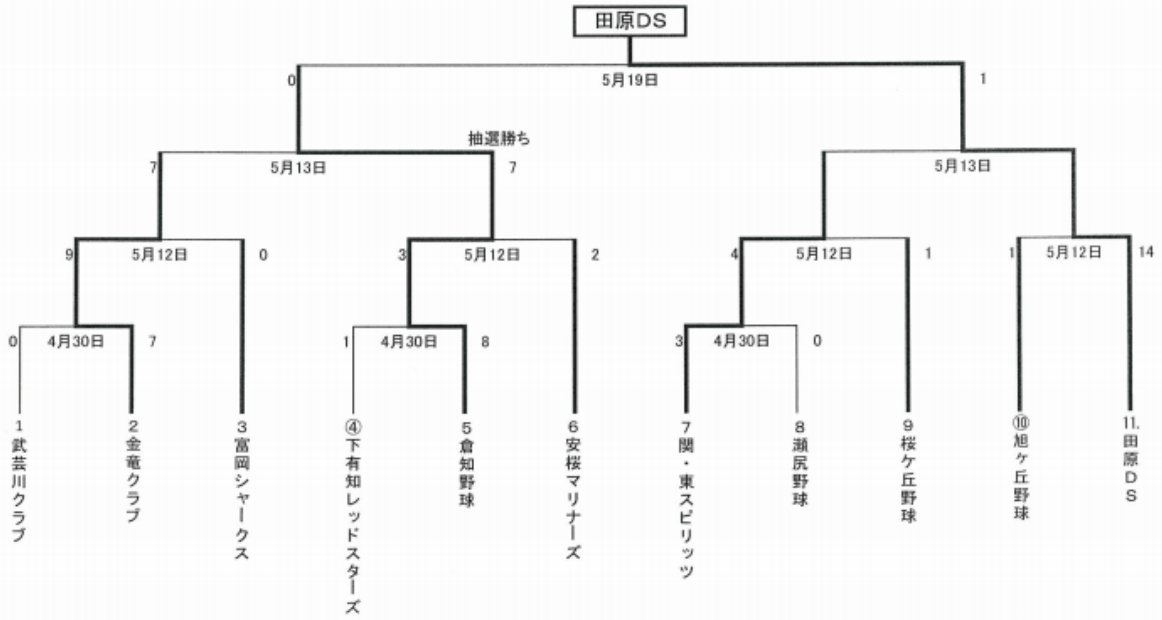 田原DS
0
5月19日
1
抽選勝ち
7
5月13日
7
5月13日
9
5月12日
0
3
5月12日
2
4
5月12日
1
1
5月12日
14
0
4月30日
7
1
4月30日
8
3
4月30日
0
1 武芸川クラブ
2 金竜クラブ
3 富岡シャークス
④ 下有知レッドスターズ
5 倉知野球
6 安桜マリナーズ
7 関・東スピリッツ
8 瀬尻野球
9 桜ケ丘野球
⑩ 旭ヶ丘野球
11. 田原DS